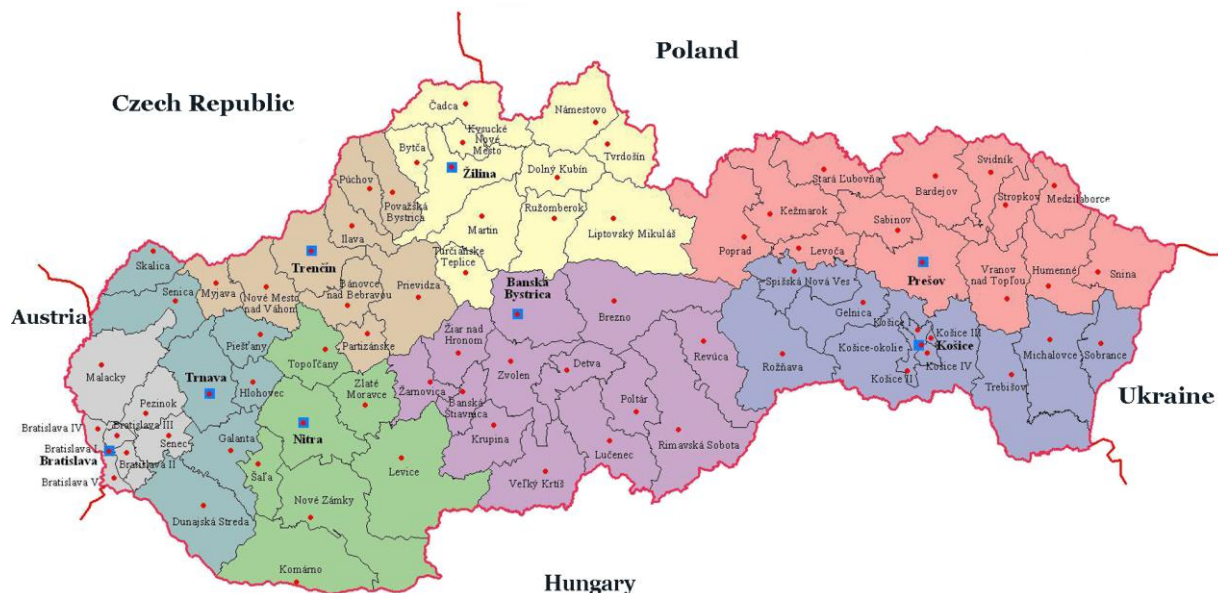 Poland
Czech Republic
Čadca
Námestovo
Kysucké
Nové
Mesto
Bytča
Tvrdošín
Žilina
Dolný Kubín
Púchov
Považská
Bystrica
Stará Ľubovňa
Svidník
Bardejov
Stropkov
Medzilaborce
Kežmarok
Sabinov
Ilava
Martin
Ružomberok
Liptovský Mikuláš
Poprad
Levoča
Trenčín
Turčianske
Teplice
Skalica
Senica
Myjava
Nové Mesto
nad Váhom
Bánovce
nad Bebravou
Prievidza
Banská
Bystrica
Spišská Nová Ves
Prešov
Vranov
nad Topľou
Humenné
Snina
Austria
Brezno
Gelnica
Piešťany
Partizánske
Topoľčany
Žiar nad
Hronom
Košice I
Košice III
Košice
Košice-okolie
Košice IV
Košice II
Revúca
Rožňava
Michalovce
Sobrance
Trebišov
Malacky
Trnava
Hlohovec
Zlaté
Moravce
Zvolen
Detva
Žarnovica
Banská
Štiavnica
Poltár
Ukraine
Pezinok
Bratislava IV
Bratislava III
Bratislava I
Senec
Bratislava
Bratislava II
Bratislava V
Nitra
Krupina
Rimavská Sobota
Galanta
Šaľa
Levice
Lučenec
Veľký Krtíš
Nové Zámky
Dunajská Streda
Komárno
Hungary